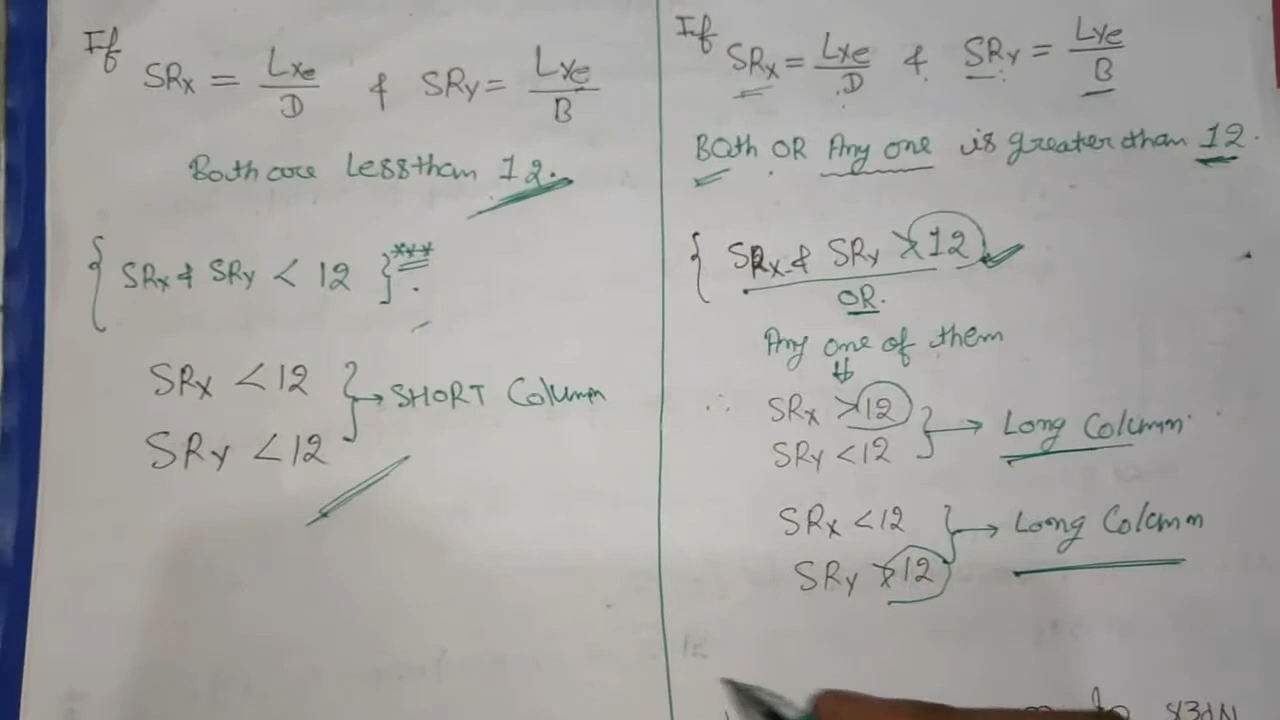 If
SRx = Lxe/D & SRy = Lye/B
Both are Less than 12.
{ SRx & SRy < 12 } ***
SRx < 12
SRy < 12
} → SHORT Column
If
SRx = Lxe/D & SRy = Lye/B
Both OR Any one is greater than 12.
{ SRx & SRy > 12
OR.
Any one of them
∴ SRx > 12
SRy < 12
} → Long Column.
SRx < 12
SRy > 12
} → Long Column